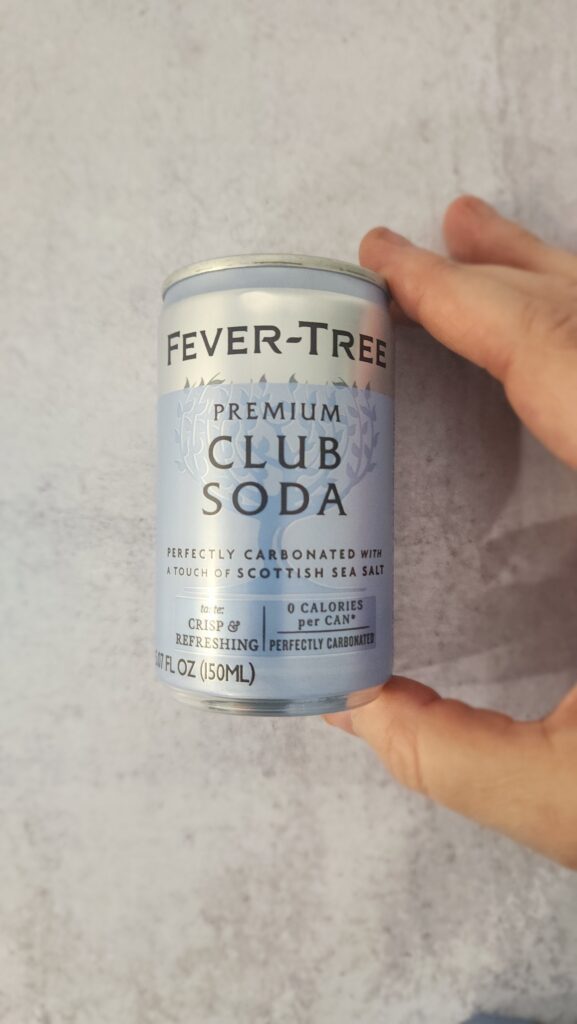 FEVER-TREE
PREMIUM
CLUB
SODA
PERFECTLY CARBONATED WITH
A TOUCH OF SCOTTISH SEA SALT
taste:
CRISP &
REFRESHING
0 CALORIES
per CAN*
PERFECTLY CARBONATED
FL OZ (150ML)